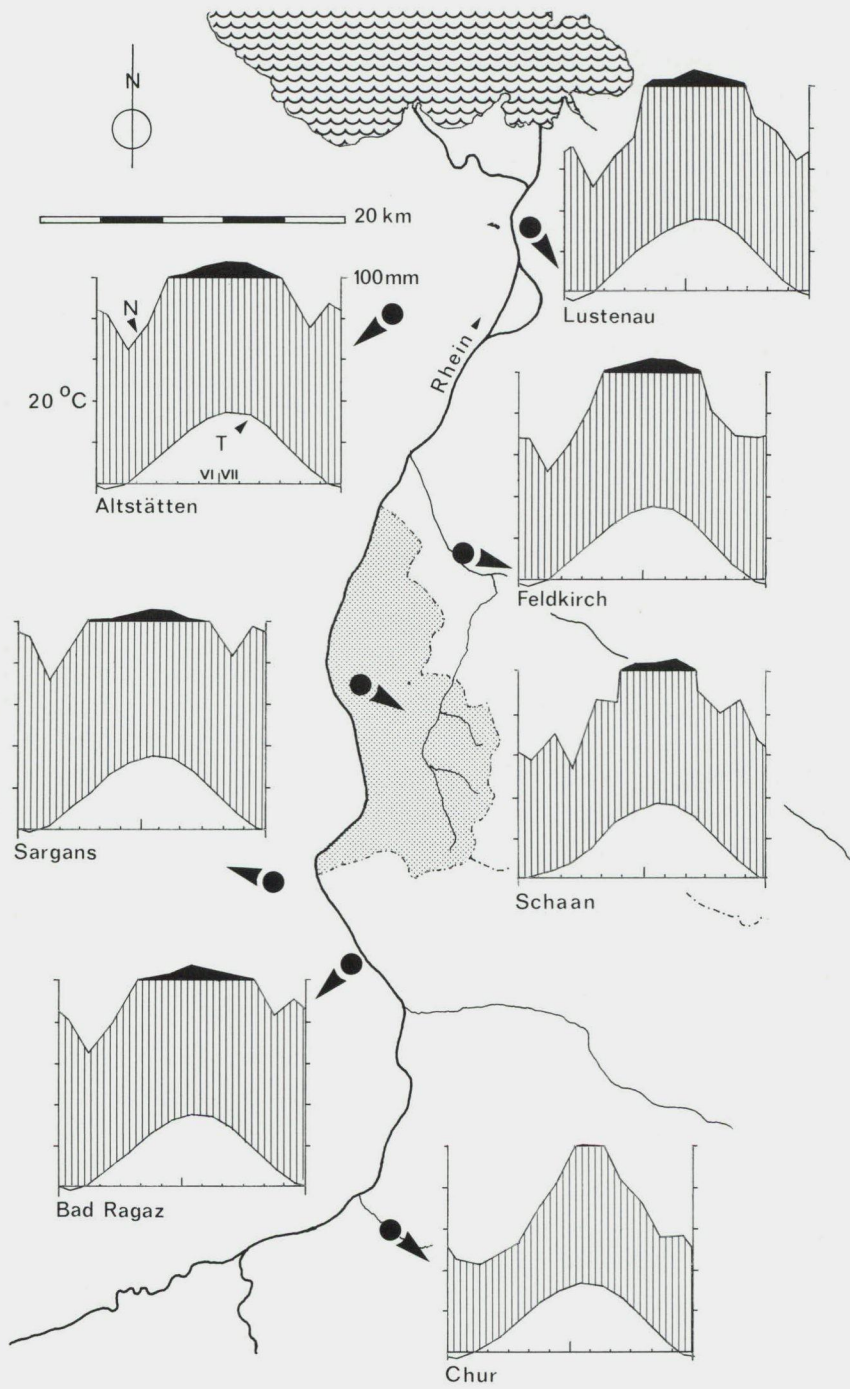 N
20 km
Lustenau
100mm
N
Rhein
20 °C
T
VI VII
Altstätten
Feldkirch
Sargans
Schaan
Bad Ragaz
Chur